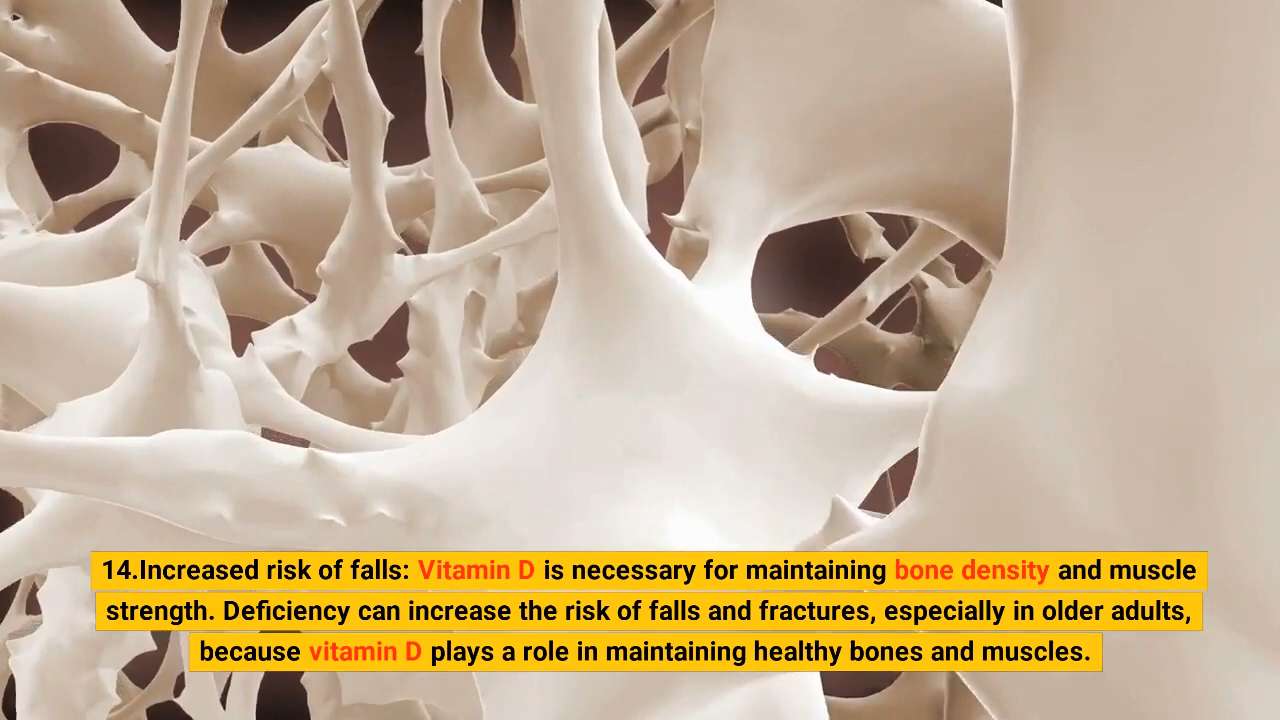 14.Increased risk of falls: Vitamin D is necessary for maintaining bone density and muscle
strength. Deficiency can increase the risk of falls and fractures, especially in older adults,
because vitamin D plays a role in maintaining healthy bones and muscles.